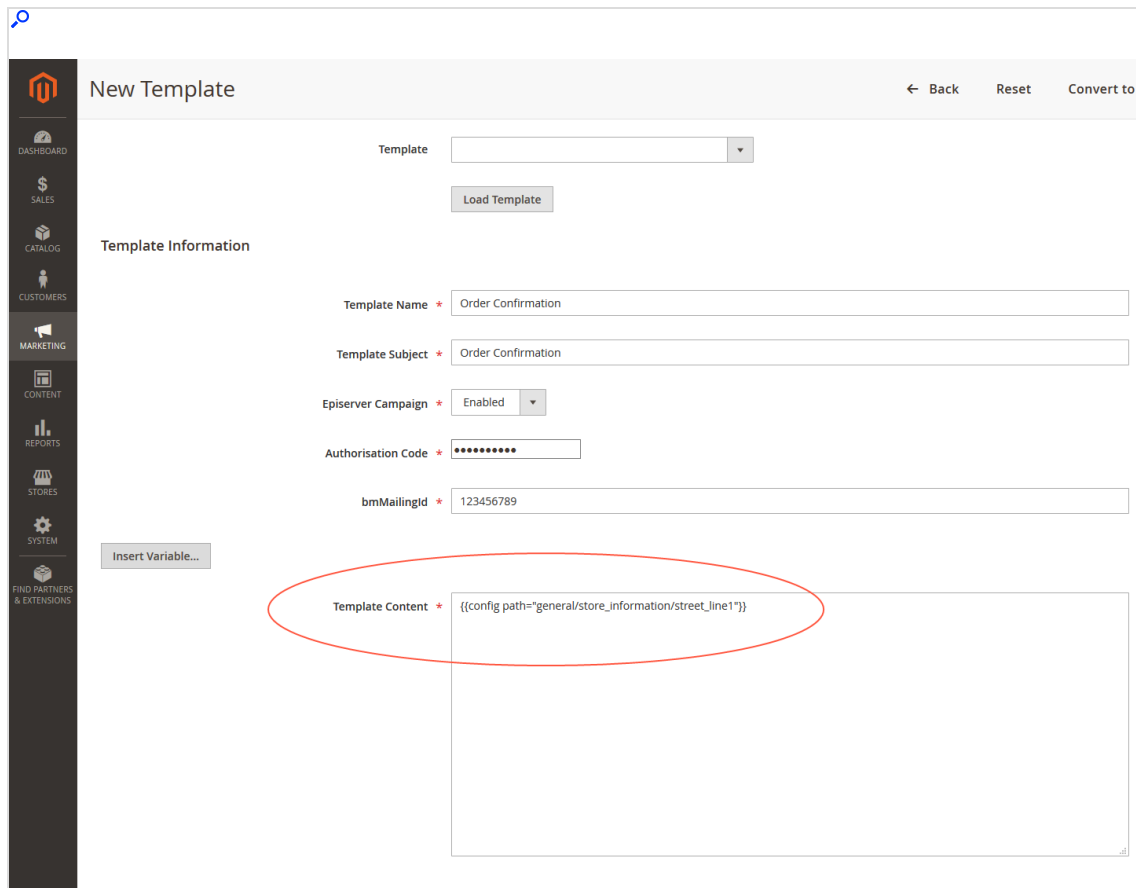 New Template
Back
Reset
Convert to
DASHBOARD
SALES
CATALOG
CUSTOMERS
MARKETING
CONTENT
REPORTS
STORES
SYSTEM
FIND PARTNERS
& EXTENSIONS
Template
Load Template
Template Information
Template Name * Order Confirmation
Template Subject * Order Confirmation
Episerver Campaign * Enabled
Authorisation Code * ••••••••••
bmMailingId * 123456789
Insert Variable...
Template Content * {{config path="general/store_information/street_line1"}}